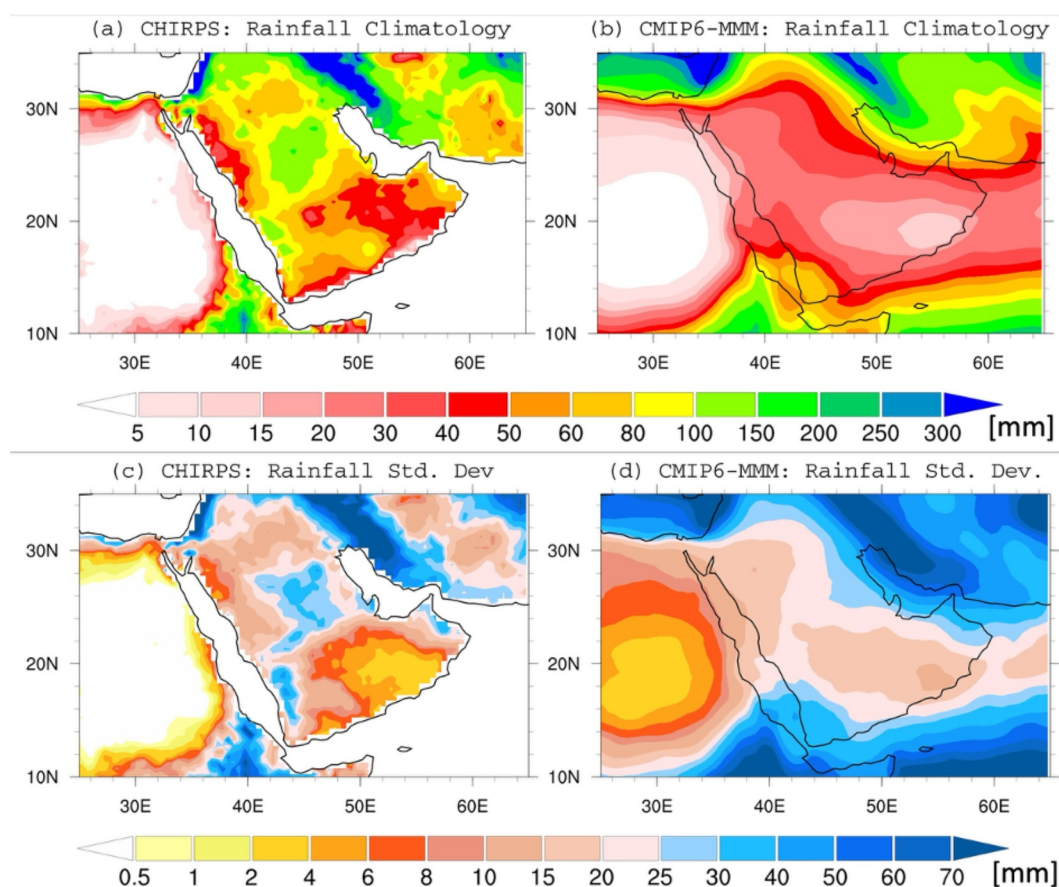 (a) CHIRPS: Rainfall Climatology
(b) CMIP6-MMM: Rainfall Climatology
30N
20N
10N
30E 40E 50E 60E
30N
20N
10N
30E 40E 50E 60E
5 10 15 20 30 40 50 60 80 100 150 200 250 300 [mm]
(c) CHIRPS: Rainfall Std. Dev
(d) CMIP6-MMM: Rainfall Std. Dev.
30N
20N
10N
30E 40E 50E 60E
30N
20N
10N
30E 40E 50E 60E
0.5 1 2 4 6 8 10 15 20 25 30 40 50 60 70 [mm]